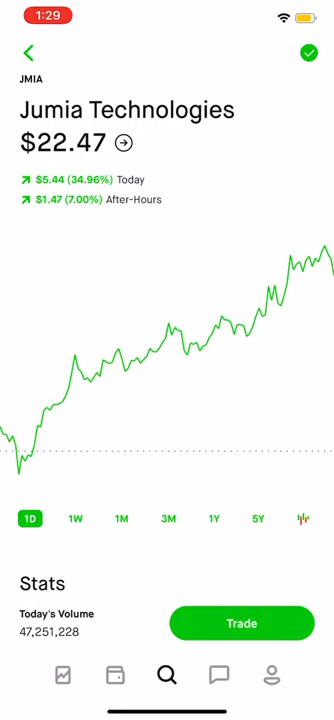 1:29
JMIA
Jumia Technologies
$22.47
$5.44 (34.96%) Today
$1.47 (7.00%) After-Hours
1D 1W 1M 3M 1Y 5Y
Stats
Today's Volume
47,251,228
Trade